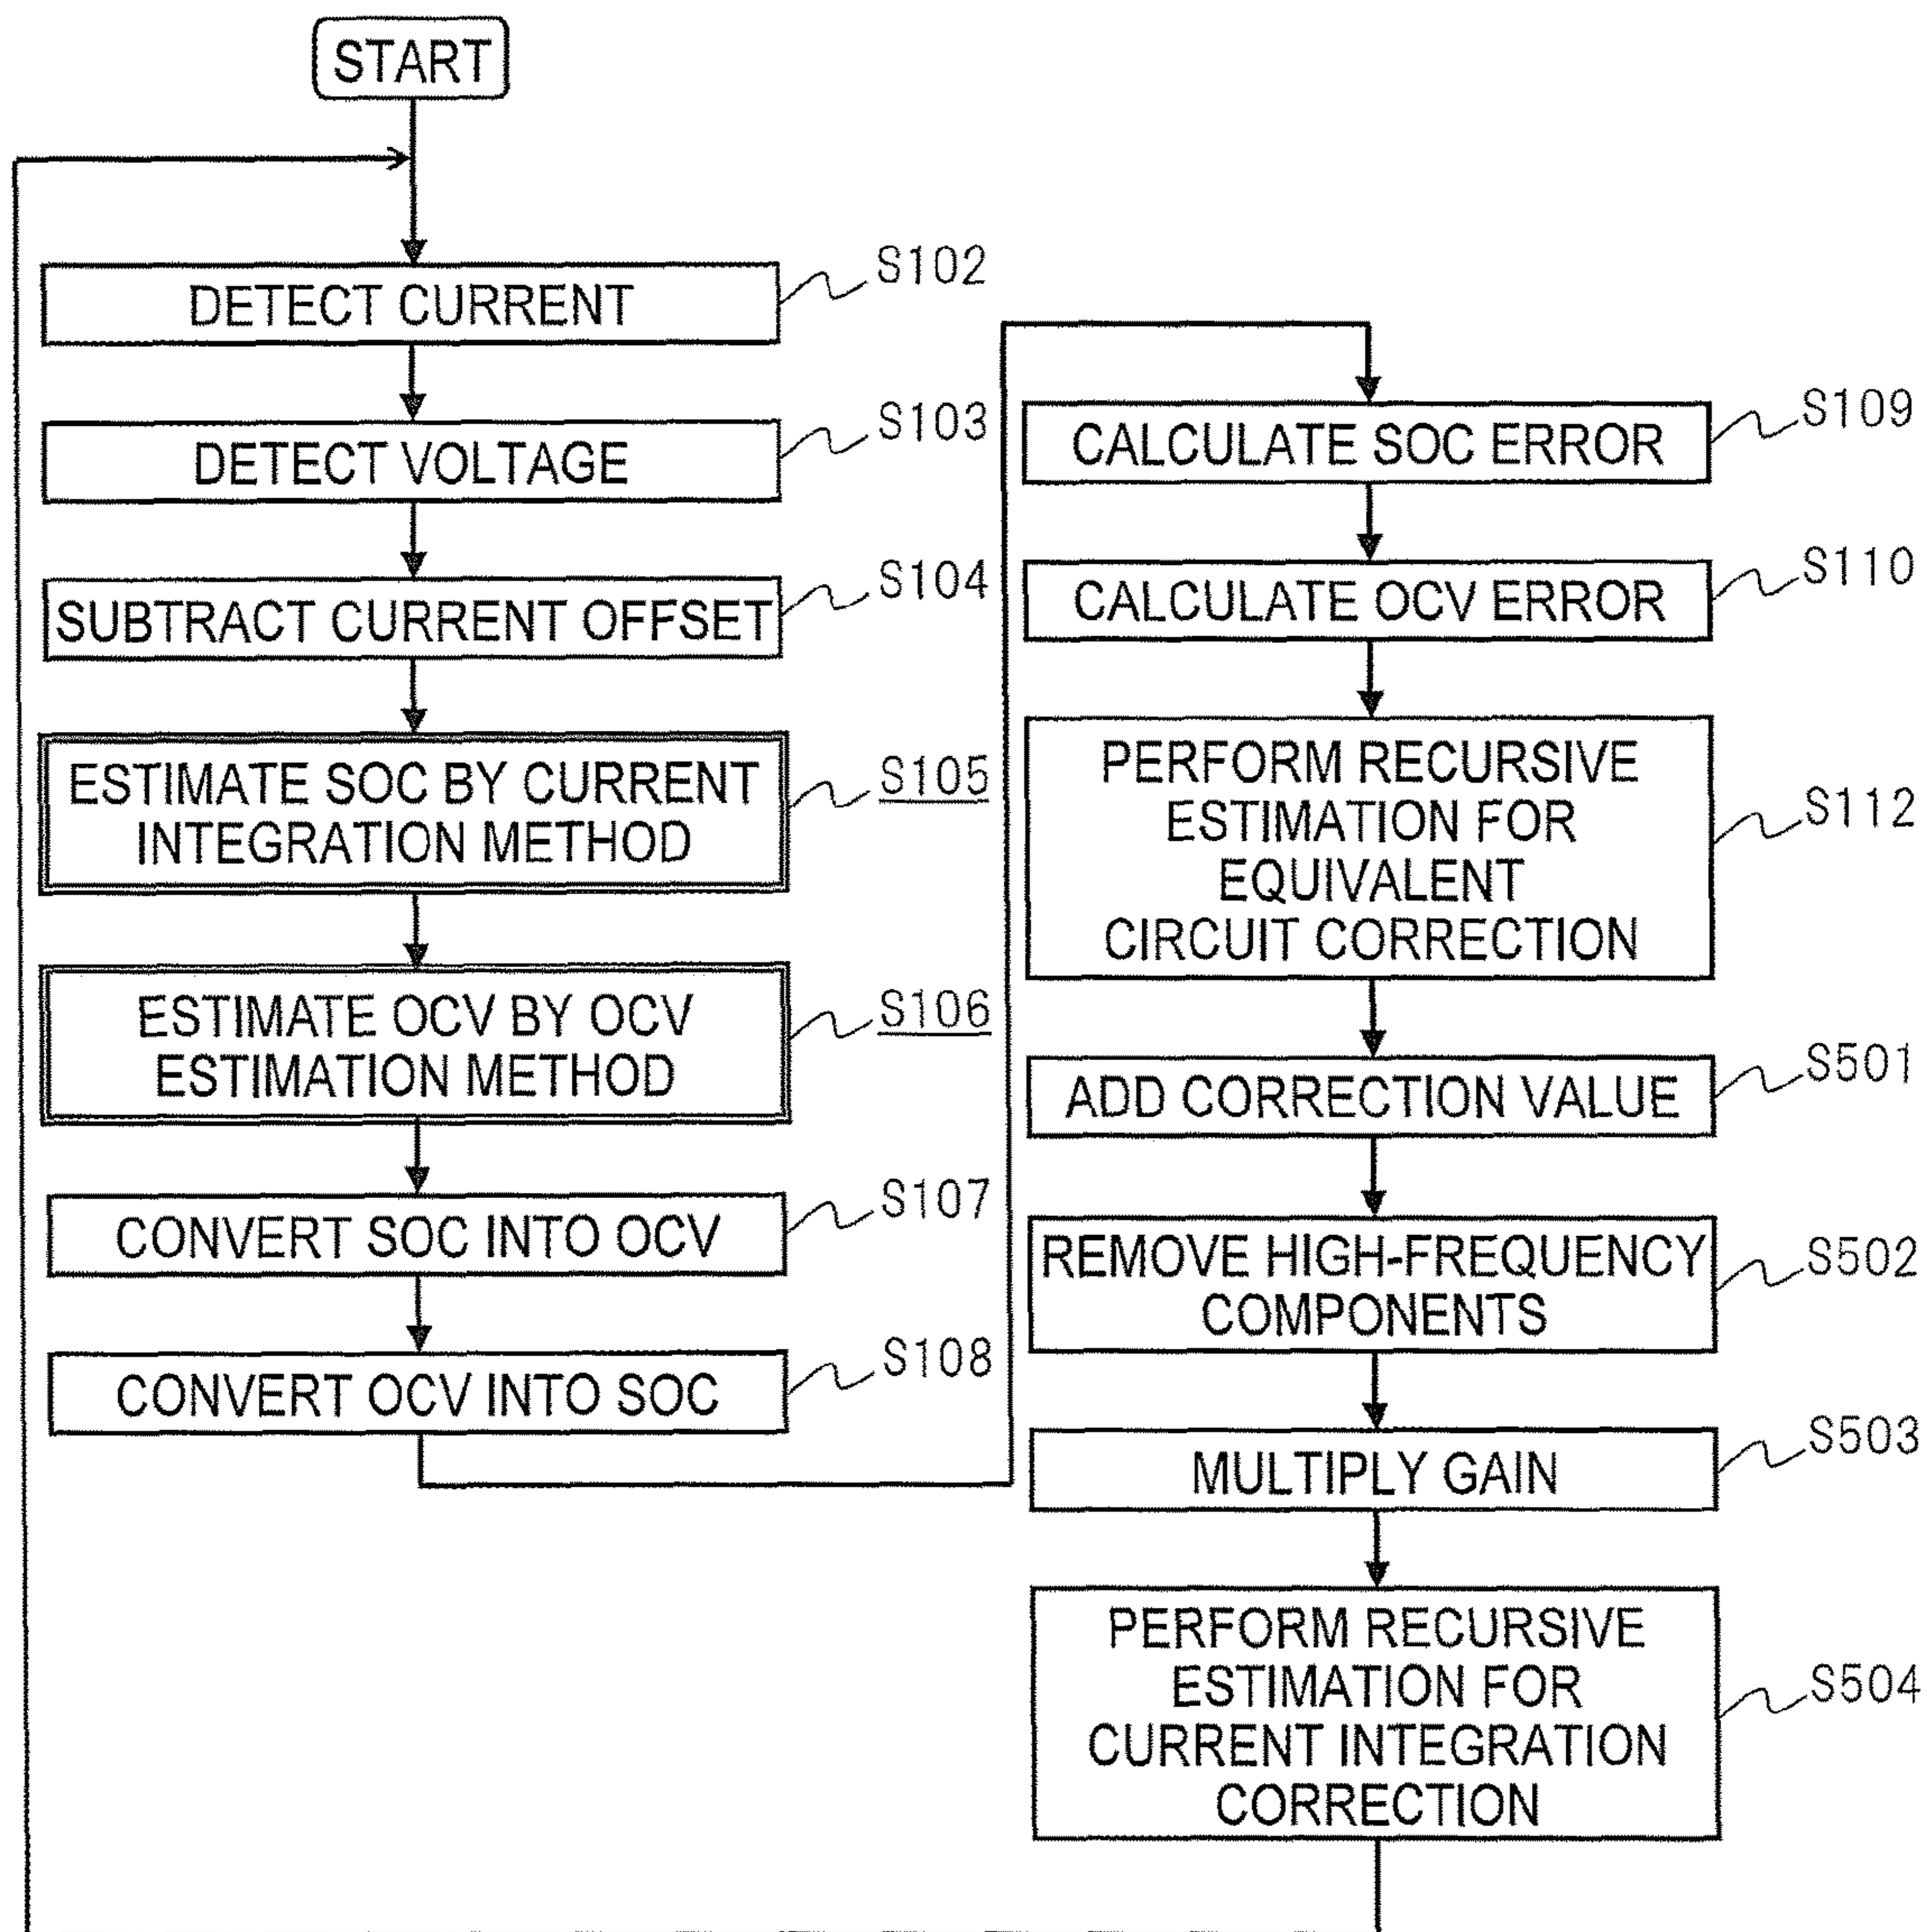 START
DETECT CURRENT
S102
DETECT VOLTAGE
S103
SUBTRACT CURRENT OFFSET
S104
ESTIMATE SOC BY CURRENT
INTEGRATION METHOD
S105
ESTIMATE OCV BY OCV
ESTIMATION METHOD
S106
CONVERT SOC INTO OCV
S107
CONVERT OCV INTO SOC
S108
CALCULATE SOC ERROR
S109
CALCULATE OCV ERROR
S110
PERFORM RECURSIVE
ESTIMATION FOR
EQUIVALENT
CIRCUIT CORRECTION
S112
ADD CORRECTION VALUE
S501
REMOVE HIGH-FREQUENCY
COMPONENTS
S502
MULTIPLY GAIN
S503
PERFORM RECURSIVE
ESTIMATION FOR
CURRENT INTEGRATION
CORRECTION
S504